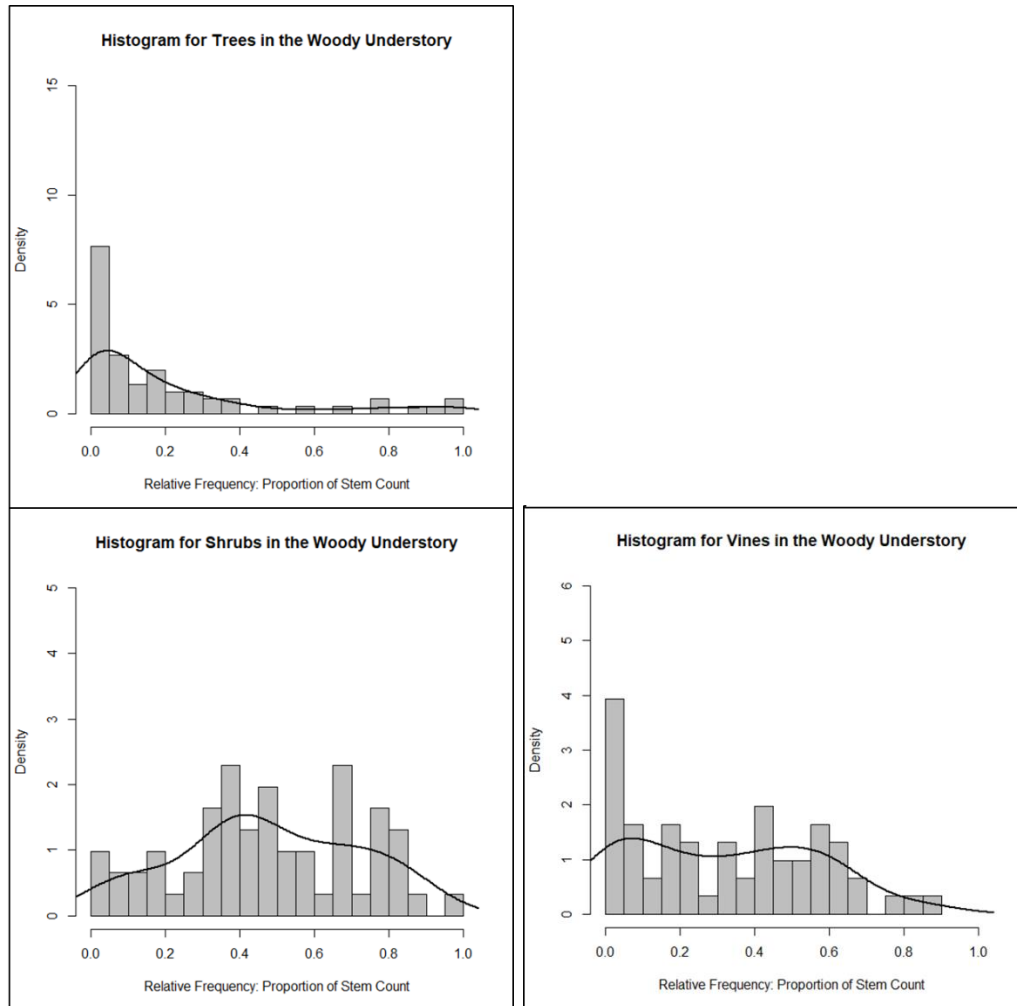 Histogram for Trees in the Woody Understory
15
10
5
0
Density
0.0 0.2 0.4 0.6 0.8 1.0
Relative Frequency: Proportion of Stem Count
Histogram for Shrubs in the Woody Understory
5
4
3
2
1
0
Density
0.0 0.2 0.4 0.6 0.8 1.0
Relative Frequency: Proportion of Stem Count
Histogram for Vines in the Woody Understory
6
5
4
3
2
1
0
Density
0.0 0.2 0.4 0.6 0.8 1.0
Relative Frequency: Proportion of Stem Count